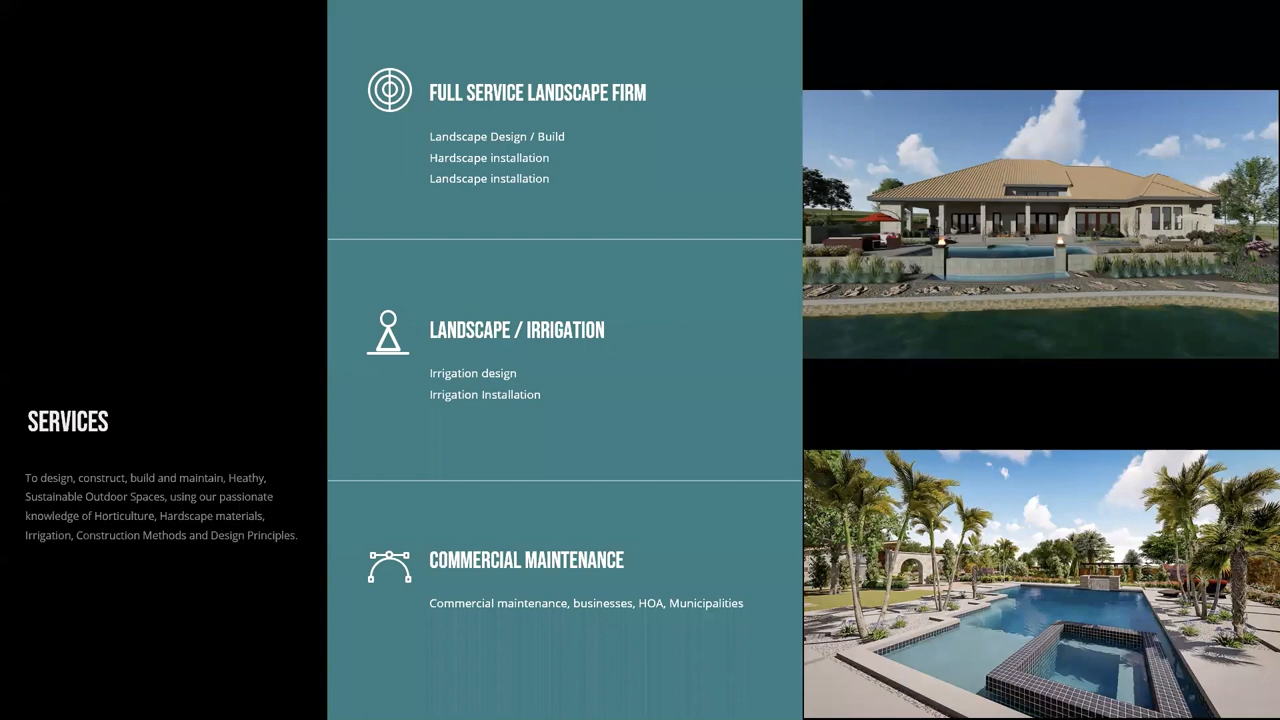 SERVICES
To design, construct, build and maintain, Heathy,
Sustainable Outdoor Spaces, using our passionate
knowledge of Horticulture, Hardscape materials,
Irrigation, Construction Methods and Design Principles.
FULL SERVICE LANDSCAPE FIRM
Landscape Design / Build
Hardscape installation
Landscape installation
LANDSCAPE / IRRIGATION
Irrigation design
Irrigation Installation
COMMERCIAL MAINTENANCE
Commercial maintenance, businesses, HOA, Municipalities